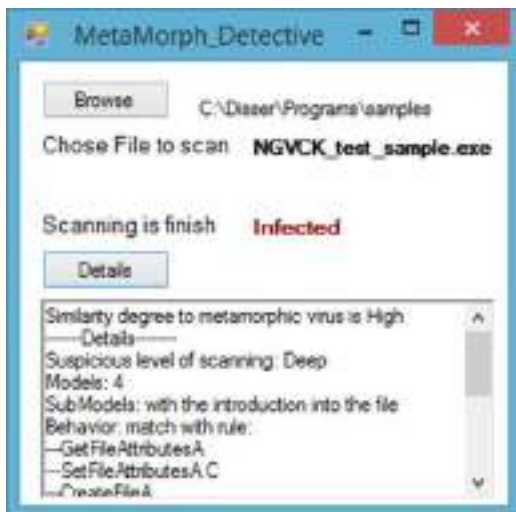 MetaMorph_Detective
Browse
C:\Disser\Programs\samples
Chose File to scan NGVCK_test_sample.exe
Scanning is finish Infected
Details
Similarity degree to metamorphic virus is High
------Details-------
Suspicious level of scanning: Deep
Models: 4
SubModels: with the introduction into the file
Behavior: match with rule:
---GetFileAttributesA
---SetFileAttributesA C
---CreateFileA